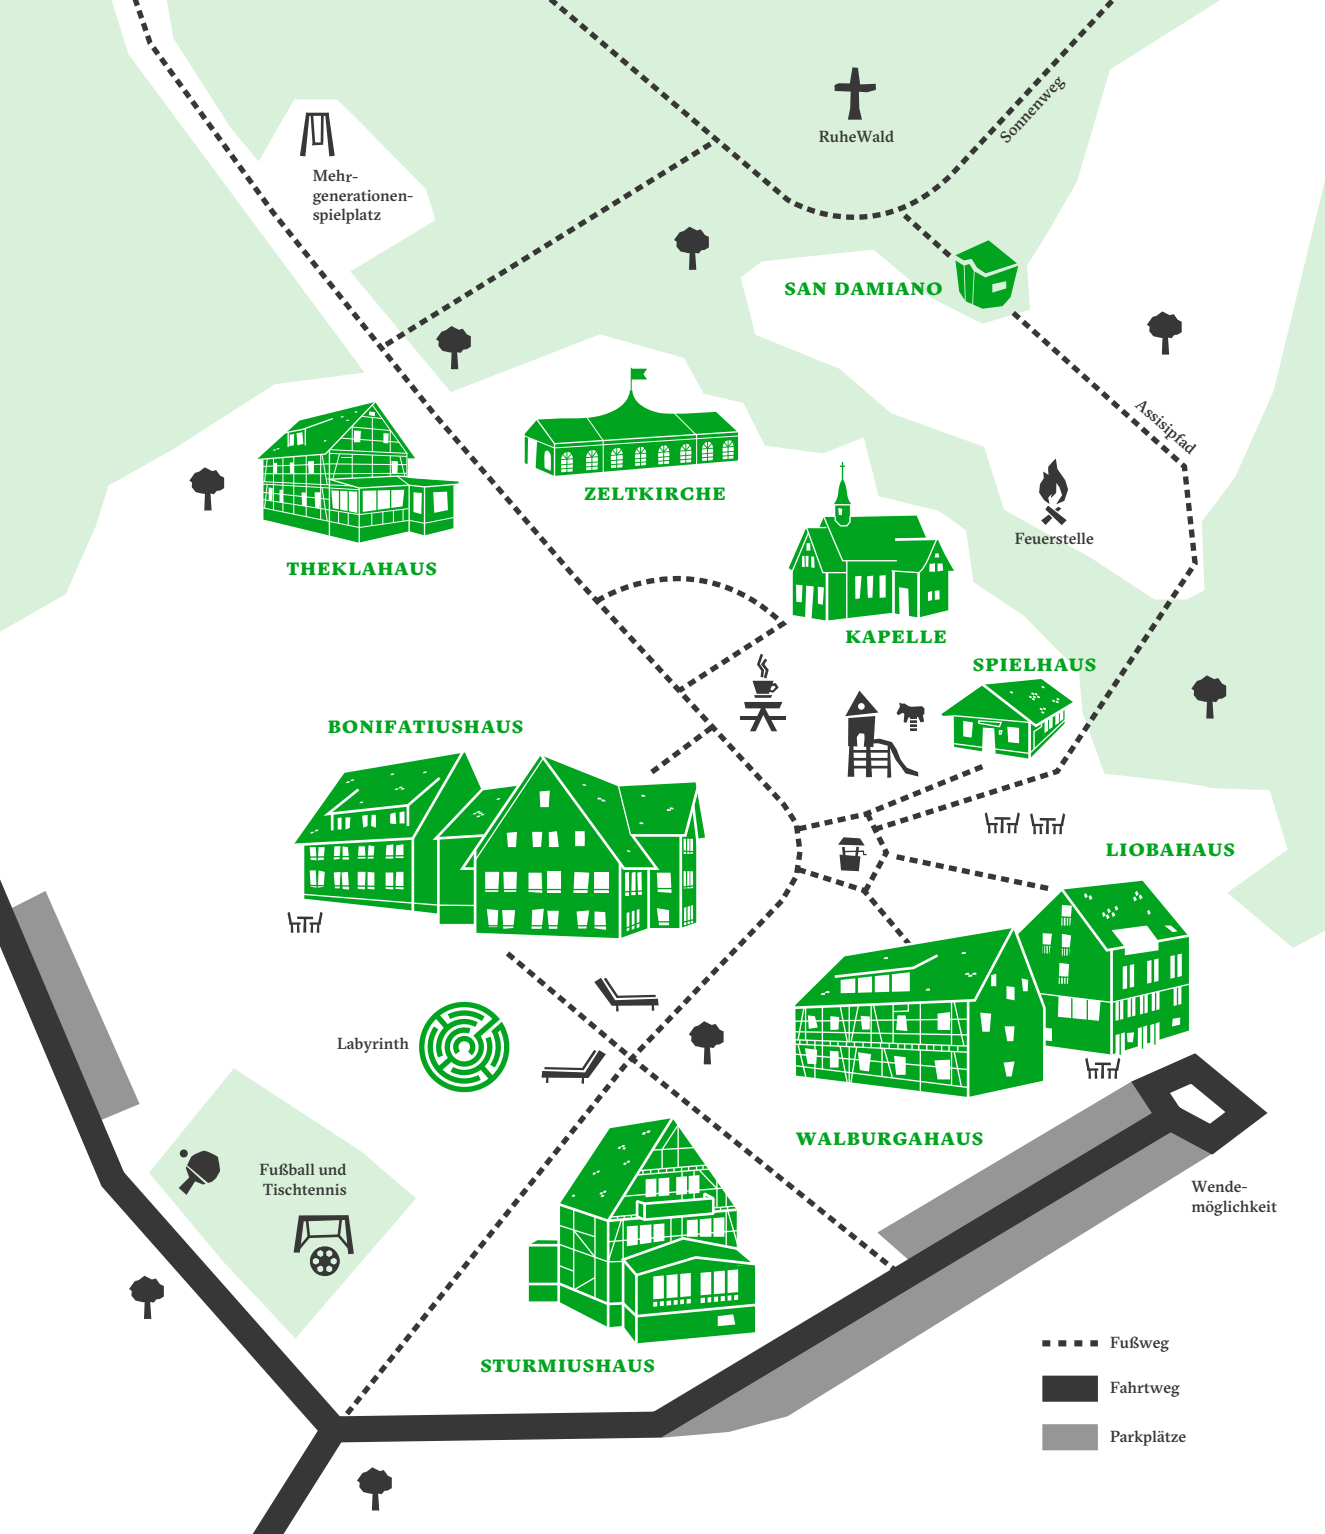 RuheWald
Sonnenweg
Mehr-
generationen-
spielplatz
SAN DAMIANO
Assisipfad
ZELTKIRCHE
Feuerstelle
THEKLAHAUS
KAPELLE
SPIELHAUS
BONIFATIUSHAUS
LIOBAHAUS
Labyrinth
WALBURGAHAUS
Fußball und
Tischtennis
Wende-
möglichkeit
STURMIUSHAUS
Fußweg
Fahrtweg
Parkplätze